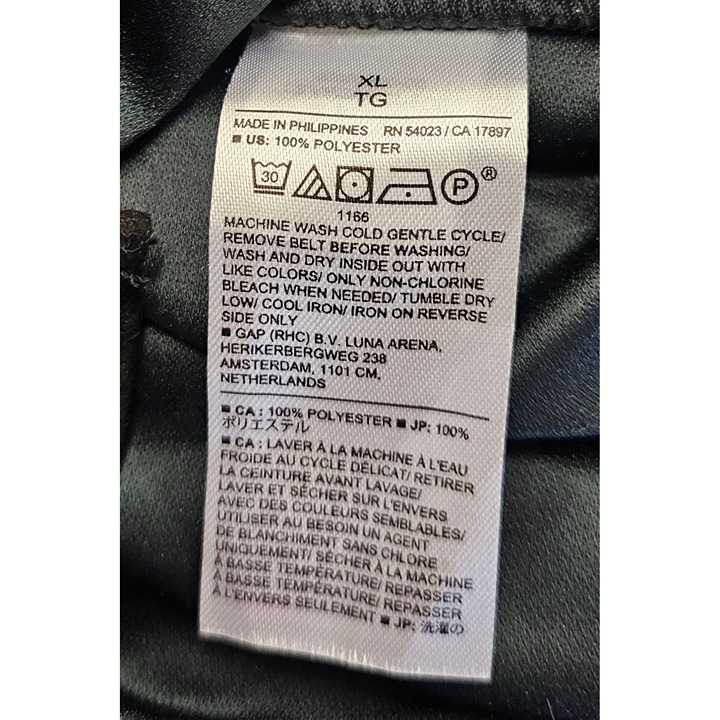 XL
TG
MADE IN PHILIPPINES RN 54023 / CA 17897
■ US: 100% POLYESTER
30 P ®
1166
MACHINE WASH COLD GENTLE CYCLE/
REMOVE BELT BEFORE WASHING/
WASH AND DRY INSIDE OUT WITH
LIKE COLORS/ ONLY NON-CHLORINE
BLEACH WHEN NEEDED/ TUMBLE DRY
LOW/ COOL IRON/ IRON ON REVERSE
SIDE ONLY
■ GAP (RHC) B.V. LUNA ARENA,
HERIKERBERGWEG 238
AMSTERDAM, 1101 CM,
NETHERLANDS
■ CA : 100% POLYESTER ■ JP: 100%
ポリエステル
■ CA : LAVER À LA MACHINE À L'EAU
FROIDE AU CYCLE DÉLICAT/ RETIRER
LA CEINTURE AVANT LAVAGE/
LAVER ET SÉCHER SUR L'ENVERS
AVEC DES COULEURS SEMBLABLES/
UTILISER AU BESOIN UN AGENT
DE BLANCHIMENT SANS CHLORE
UNIQUEMENT/ SÉCHER À LA MACHINE
À BASSE TEMPÉRATURE/ REPASSER
À BASSE TEMPÉRATURE/ REPASSER
À L'ENVERS SEULEMENT ■ JP: 洗濯の